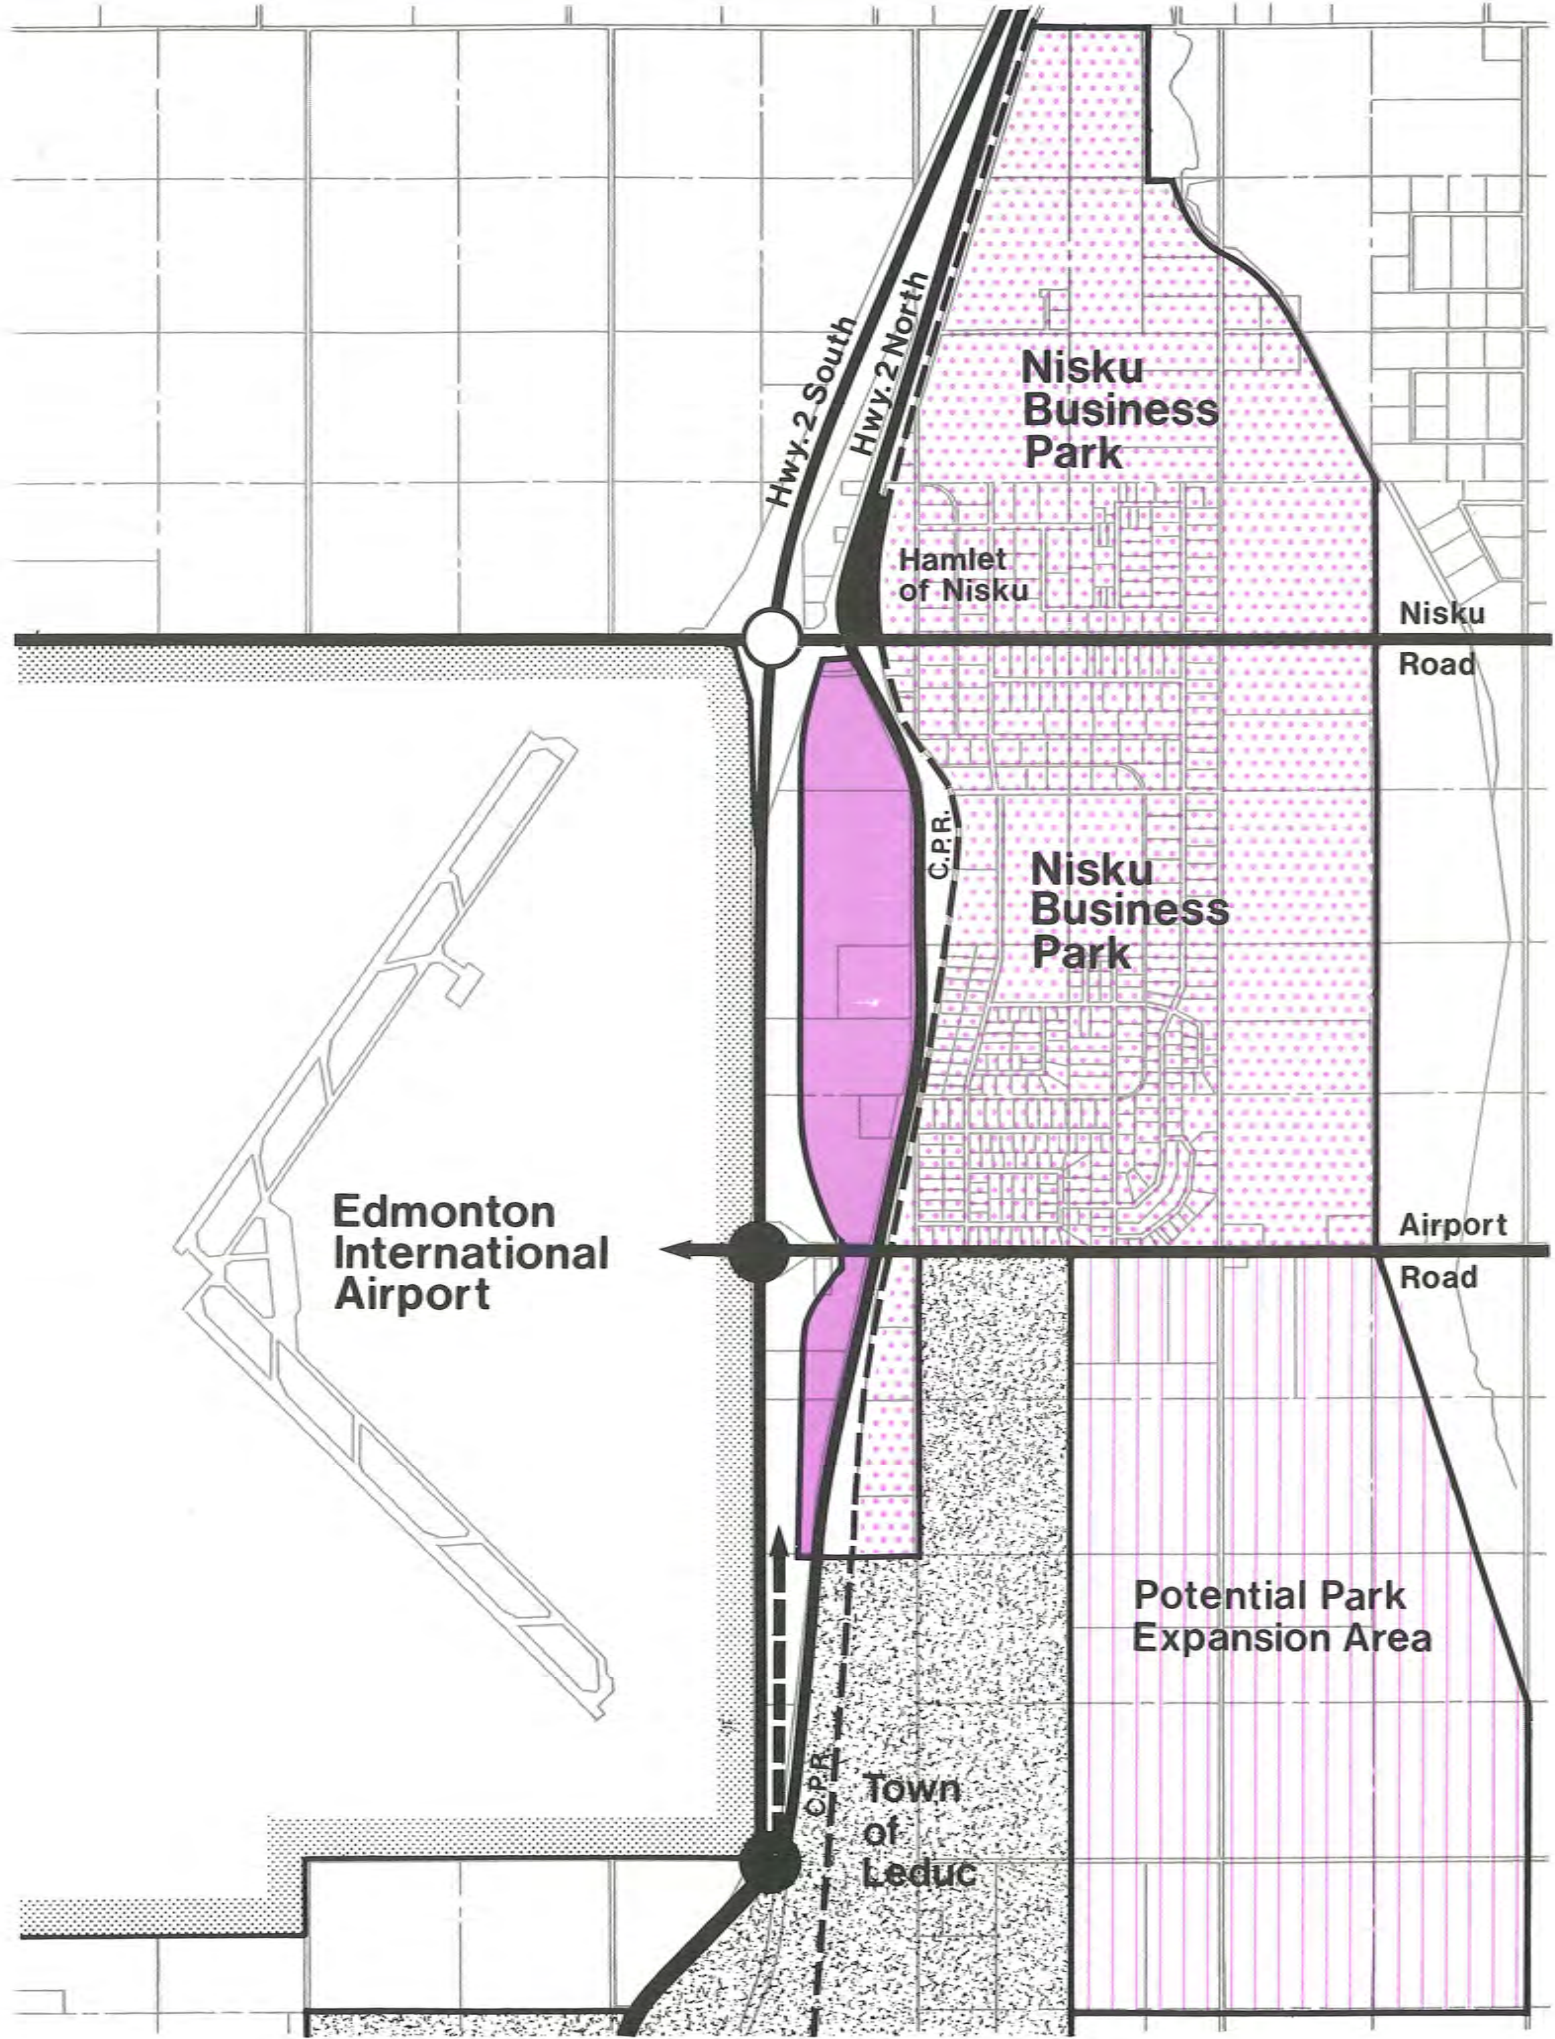 Hwy. 2 South
Hwy. 2 North
Nisku
Business
Park
Hamlet
of Nisku
Nisku
Road
C.P.R.
Nisku
Business
Park
Edmonton
International
Airport
Airport
Road
Potential Park
Expansion Area
C.P.R.
Town
of
Leduc